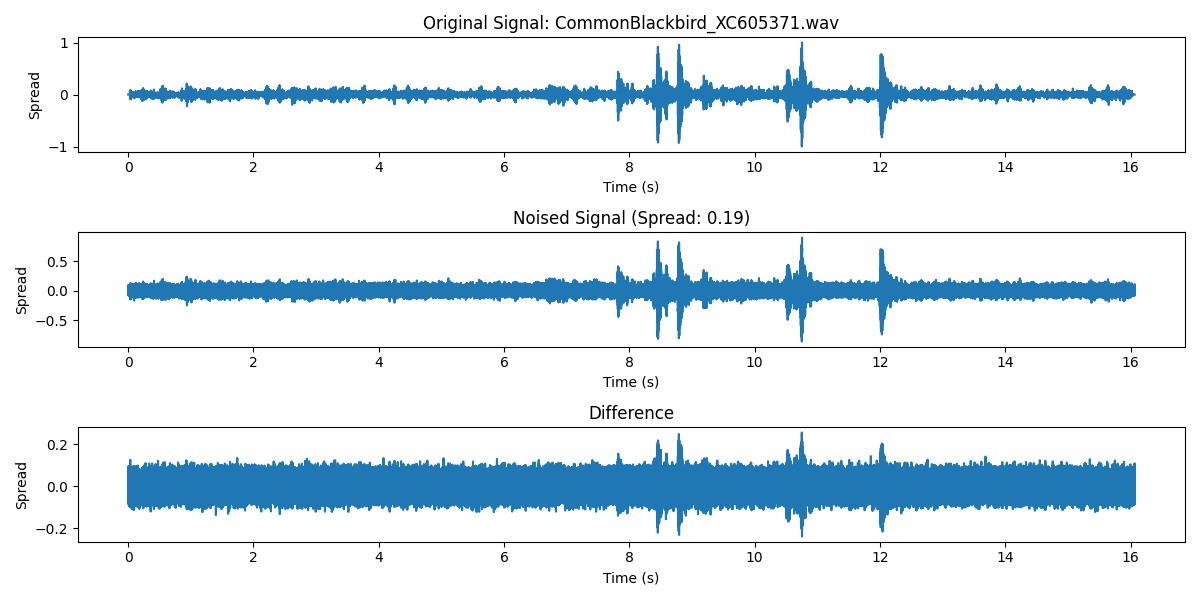 Original Signal: CommonBlackbird_XC605371.wav
1
0
−1
Spread
0 2 4 6 8 10 12 14 16
Time (s)
Noised Signal (Spread: 0.19)
0.5
0.0
−0.5
Spread
0 2 4 6 8 10 12 14 16
Time (s)
Difference
0.2
0.0
−0.2
Spread
0 2 4 6 8 10 12 14 16
Time (s)